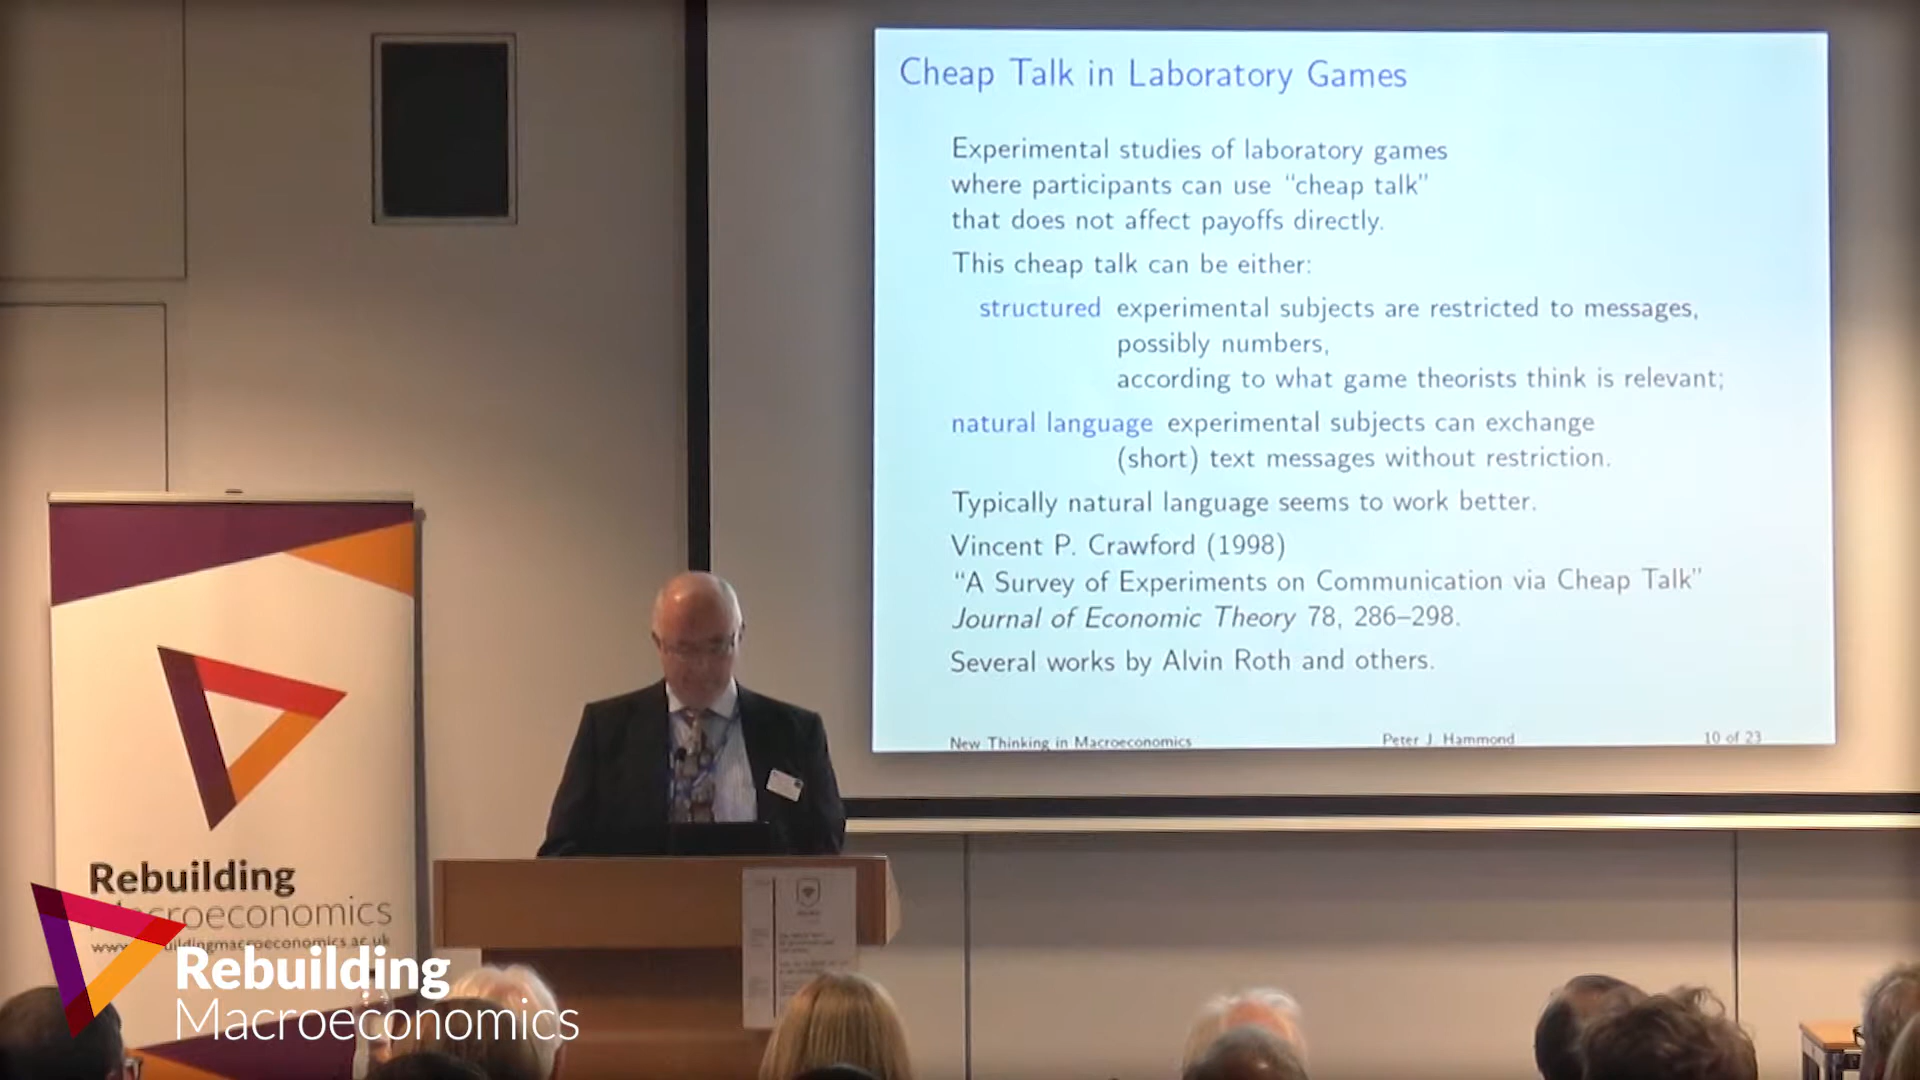 Cheap Talk in Laboratory Games
Experimental studies of laboratory games
where participants can use “cheap talk”
that does not affect payoffs directly.
This cheap talk can be either:
structured experimental subjects are restricted to messages,
possibly numbers,
according to what game theorists think is relevant;
natural language experimental subjects can exchange
(short) text messages without restriction.
Typically natural language seems to work better.
Vincent P. Crawford (1998)
“A Survey of Experiments on Communication via Cheap Talk”
Journal of Economic Theory 78, 286–298.
Several works by Alvin Roth and others.
New Thinking in Macroeconomics Peter J. Hammond 10 of 23
Rebuilding
Macroeconomics
Rebuilding
Macroeconomics